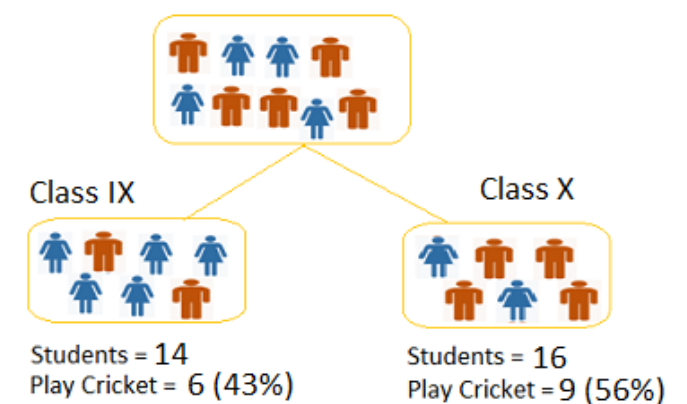 Class IX
Class X
Students = 14
Play Cricket = 6 (43%)
Students = 16
Play Cricket = 9 (56%)